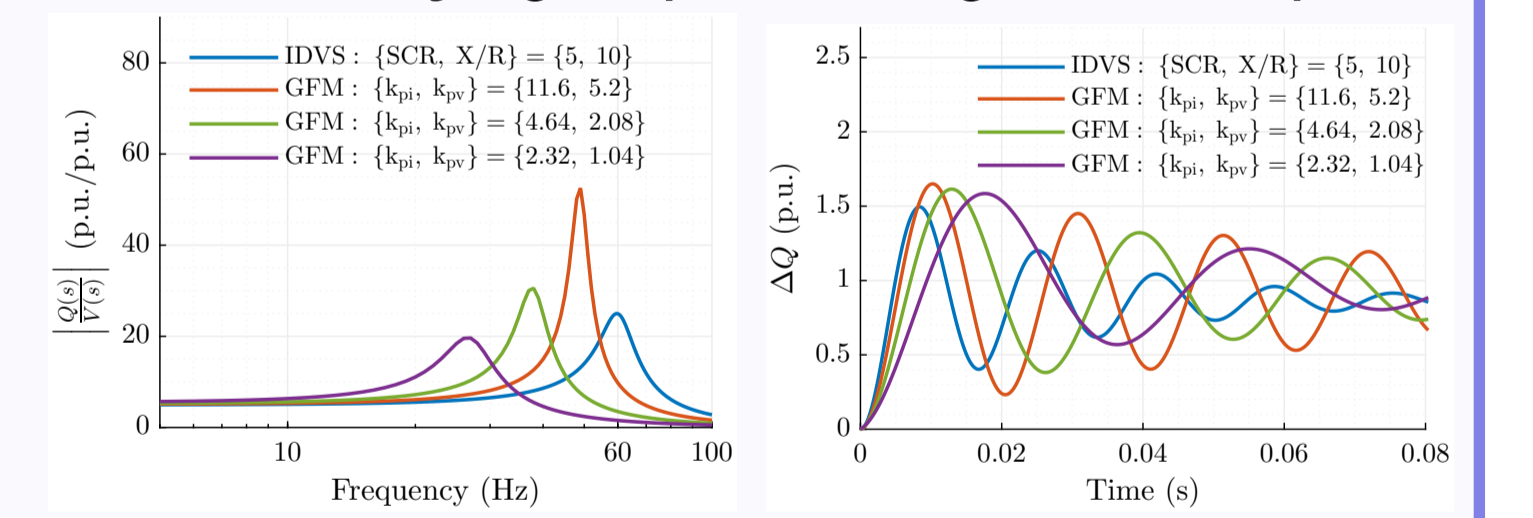 80
60
40
20
0
10
60
100
|Q(s)/V(s)| (p.u./p.u.)
Frequency (Hz)
IDVS : {SCR, X/R} = {5, 10}
GFM : {kpi, kpv} = {11.6, 5.2}
GFM : {kpi, kpv} = {4.64, 2.08}
GFM : {kpi, kpv} = {2.32, 1.04}
2.5
2
1.5
1
0.5
0
0
0.02
0.04
0.06
0.08
ΔQ (p.u.)
Time (s)
IDVS : {SCR, X/R} = {5, 10}
GFM : {kpi, kpv} = {11.6, 5.2}
GFM : {kpi, kpv} = {4.64, 2.08}
GFM : {kpi, kpv} = {2.32, 1.04}